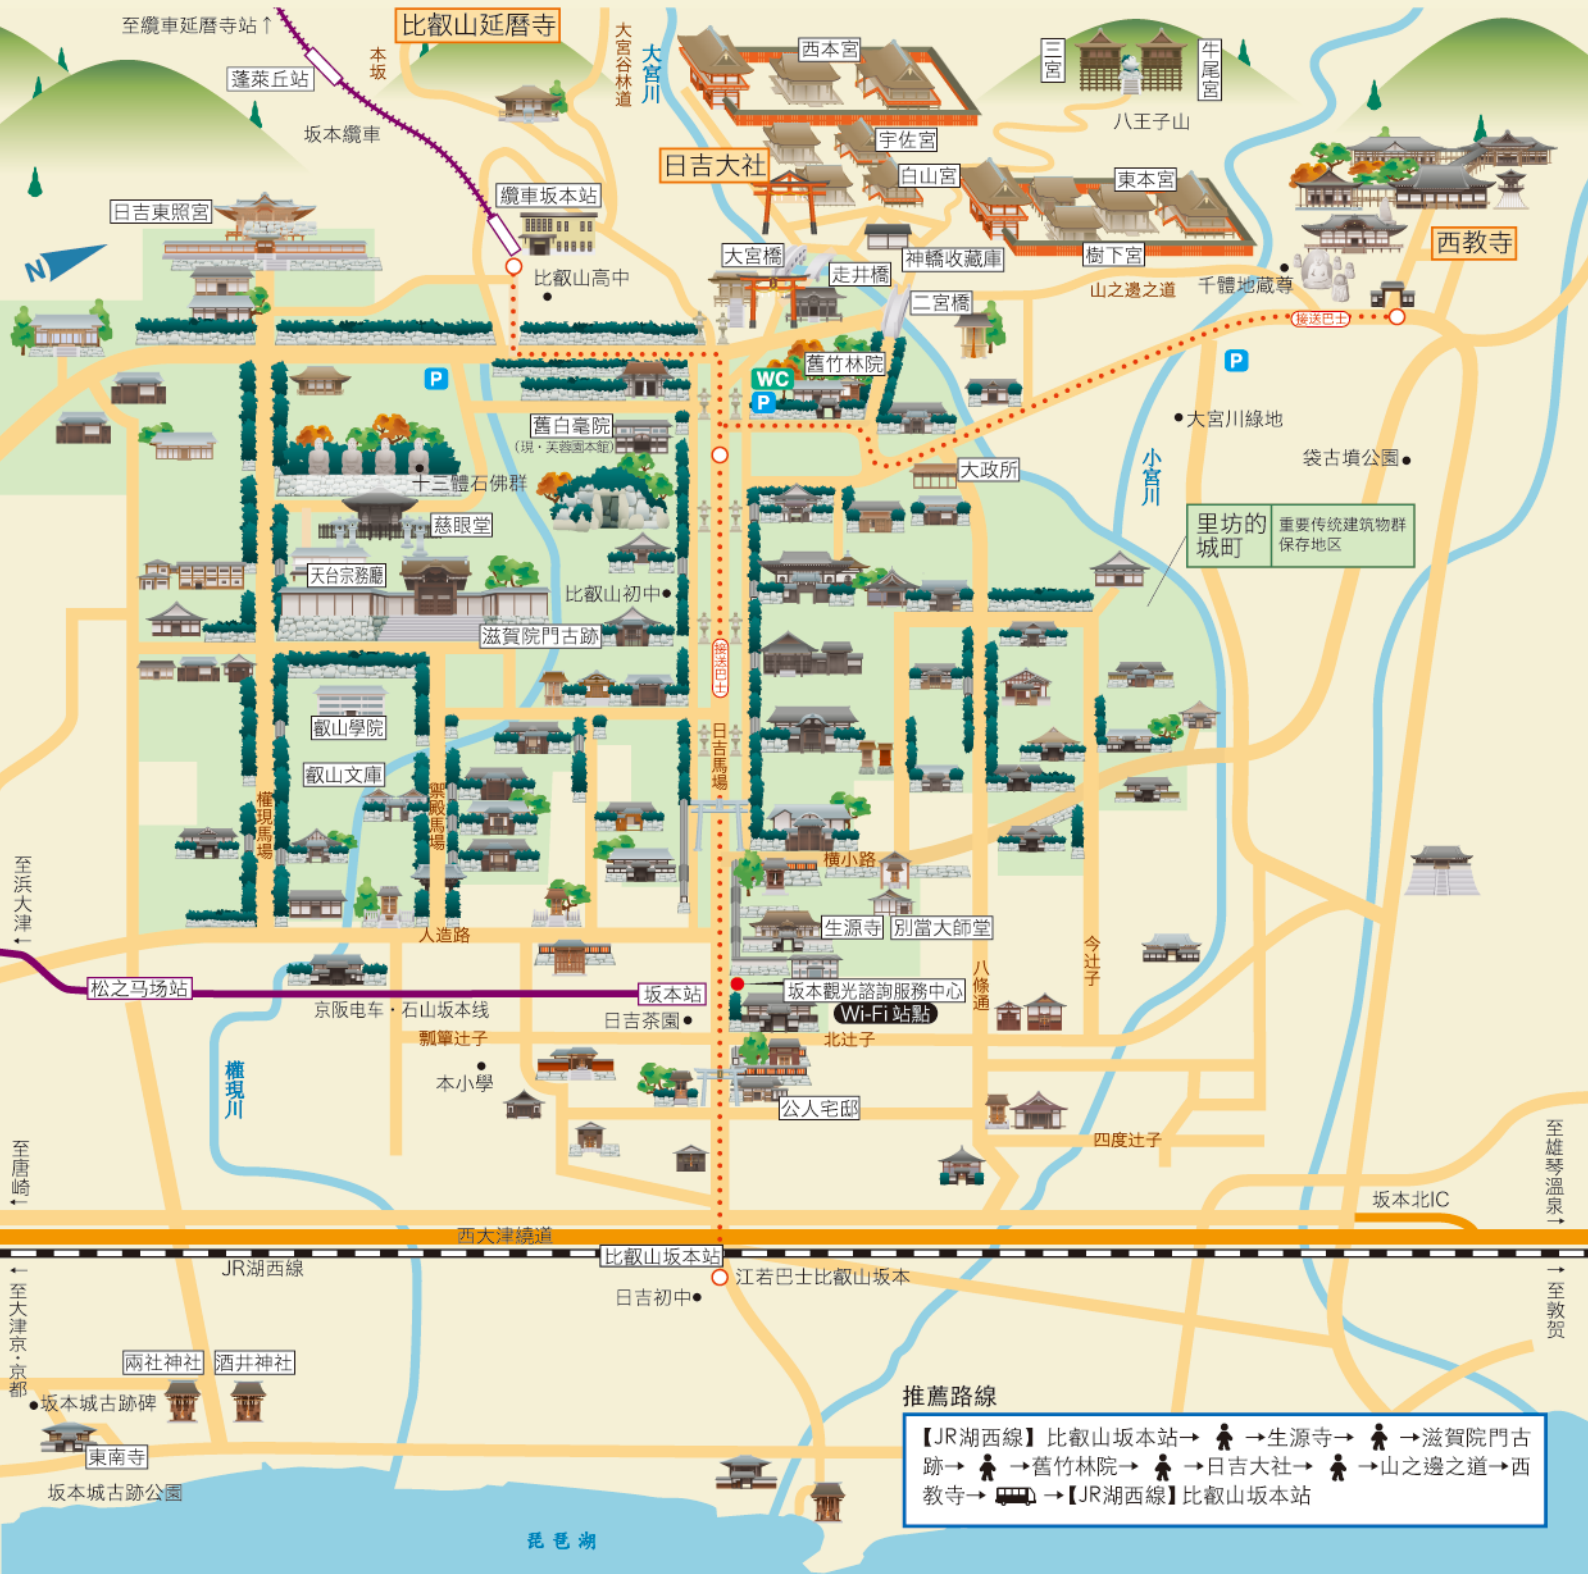 至纜車延曆寺站↑
蓬萊丘站
本坂
坂本纜車
比叡山延曆寺
大宮谷林道
大宮川
西本宮
三宮
牛尾宮
八王子山
宇佐宮
日吉大社
白山宮
東本宮
纜車坂本站
日吉東照宮
N
比叡山高中
大宮橋
走井橋
神轎收藏庫
樹下宮
西教寺
千體地蔵尊
山之邊之道
二宮橋
接送巴士
P
WC
P
P
舊竹林院
舊白毫院
(現・芙蓉園本館)
大宮川綠地
小宮川
袋古墳公園
十三體石佛群
大政所
慈眼堂
里坊的
城町
重要传统建筑物群
保存地区
天台宗務廳
比叡山初中
滋賀院門古跡
接送巴士
叡山學院
日吉馬場
叡山文庫
權現馬場
禦殿馬場
橫小路
至浜大津←
人造路
生源寺
別當大師堂
八條通
今辻子
松之马场站
坂本站
坂本觀光諮詢服務中心
Wi-Fi 站點
京阪电车・石山坂本线
日吉茶園
瓢簞辻子
北辻子
權現川
本小學
公人宅邸
四度辻子
至唐崎←
至雄琴溫泉→
坂本北IC
西大津繞道
比叡山坂本站
JR湖西線
江若巴士比叡山坂本
日吉初中
←至大津京・京都
→至敦贺
兩社神社
酒井神社
坂本城古跡碑
東南寺
坂本城古跡公園
琵琶湖
推薦路線
【JR湖西線】比叡山坂本站→ →生源寺→ →滋賀院門古
跡→ →舊竹林院→ →日吉大社→ →山之邊之道→西
教寺→ →【JR湖西線】比叡山坂本站